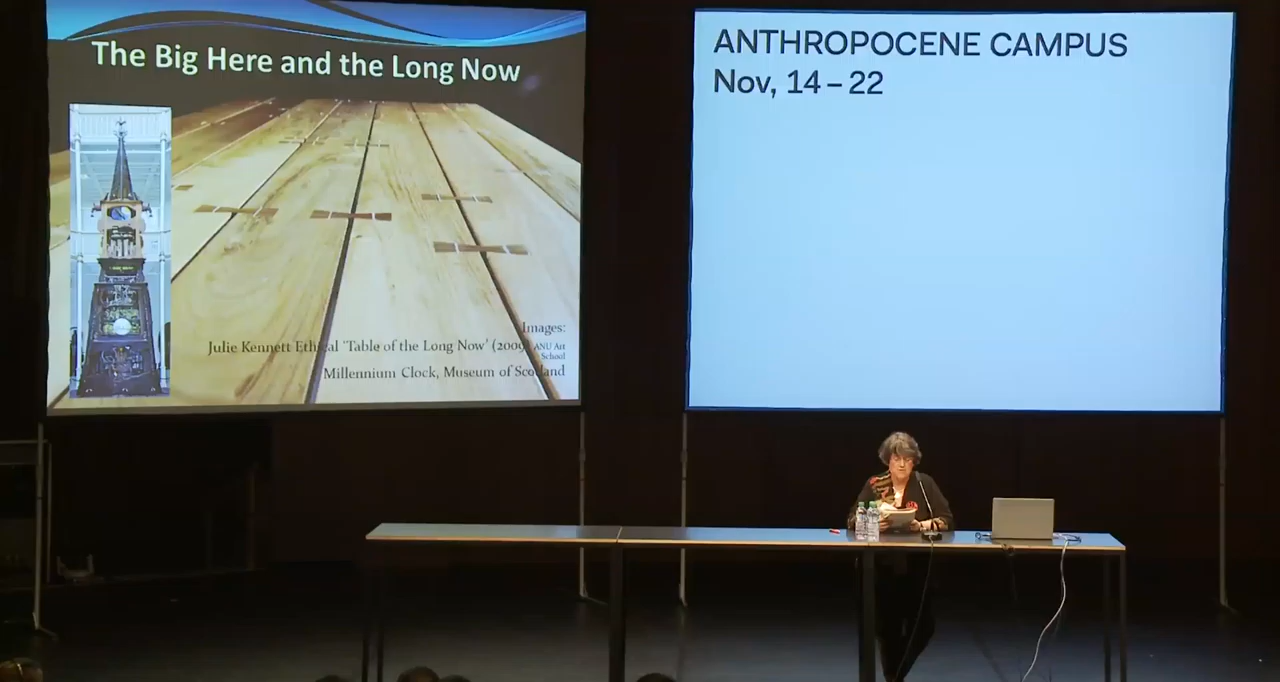 The Big Here and the Long Now
Images:
Julie Kennett Ethical 'Table of the Long Now' (2009) ANU Art
School
Millennium Clock, Museum of Scotland
ANTHROPOCENE CAMPUS
Nov, 14 – 22